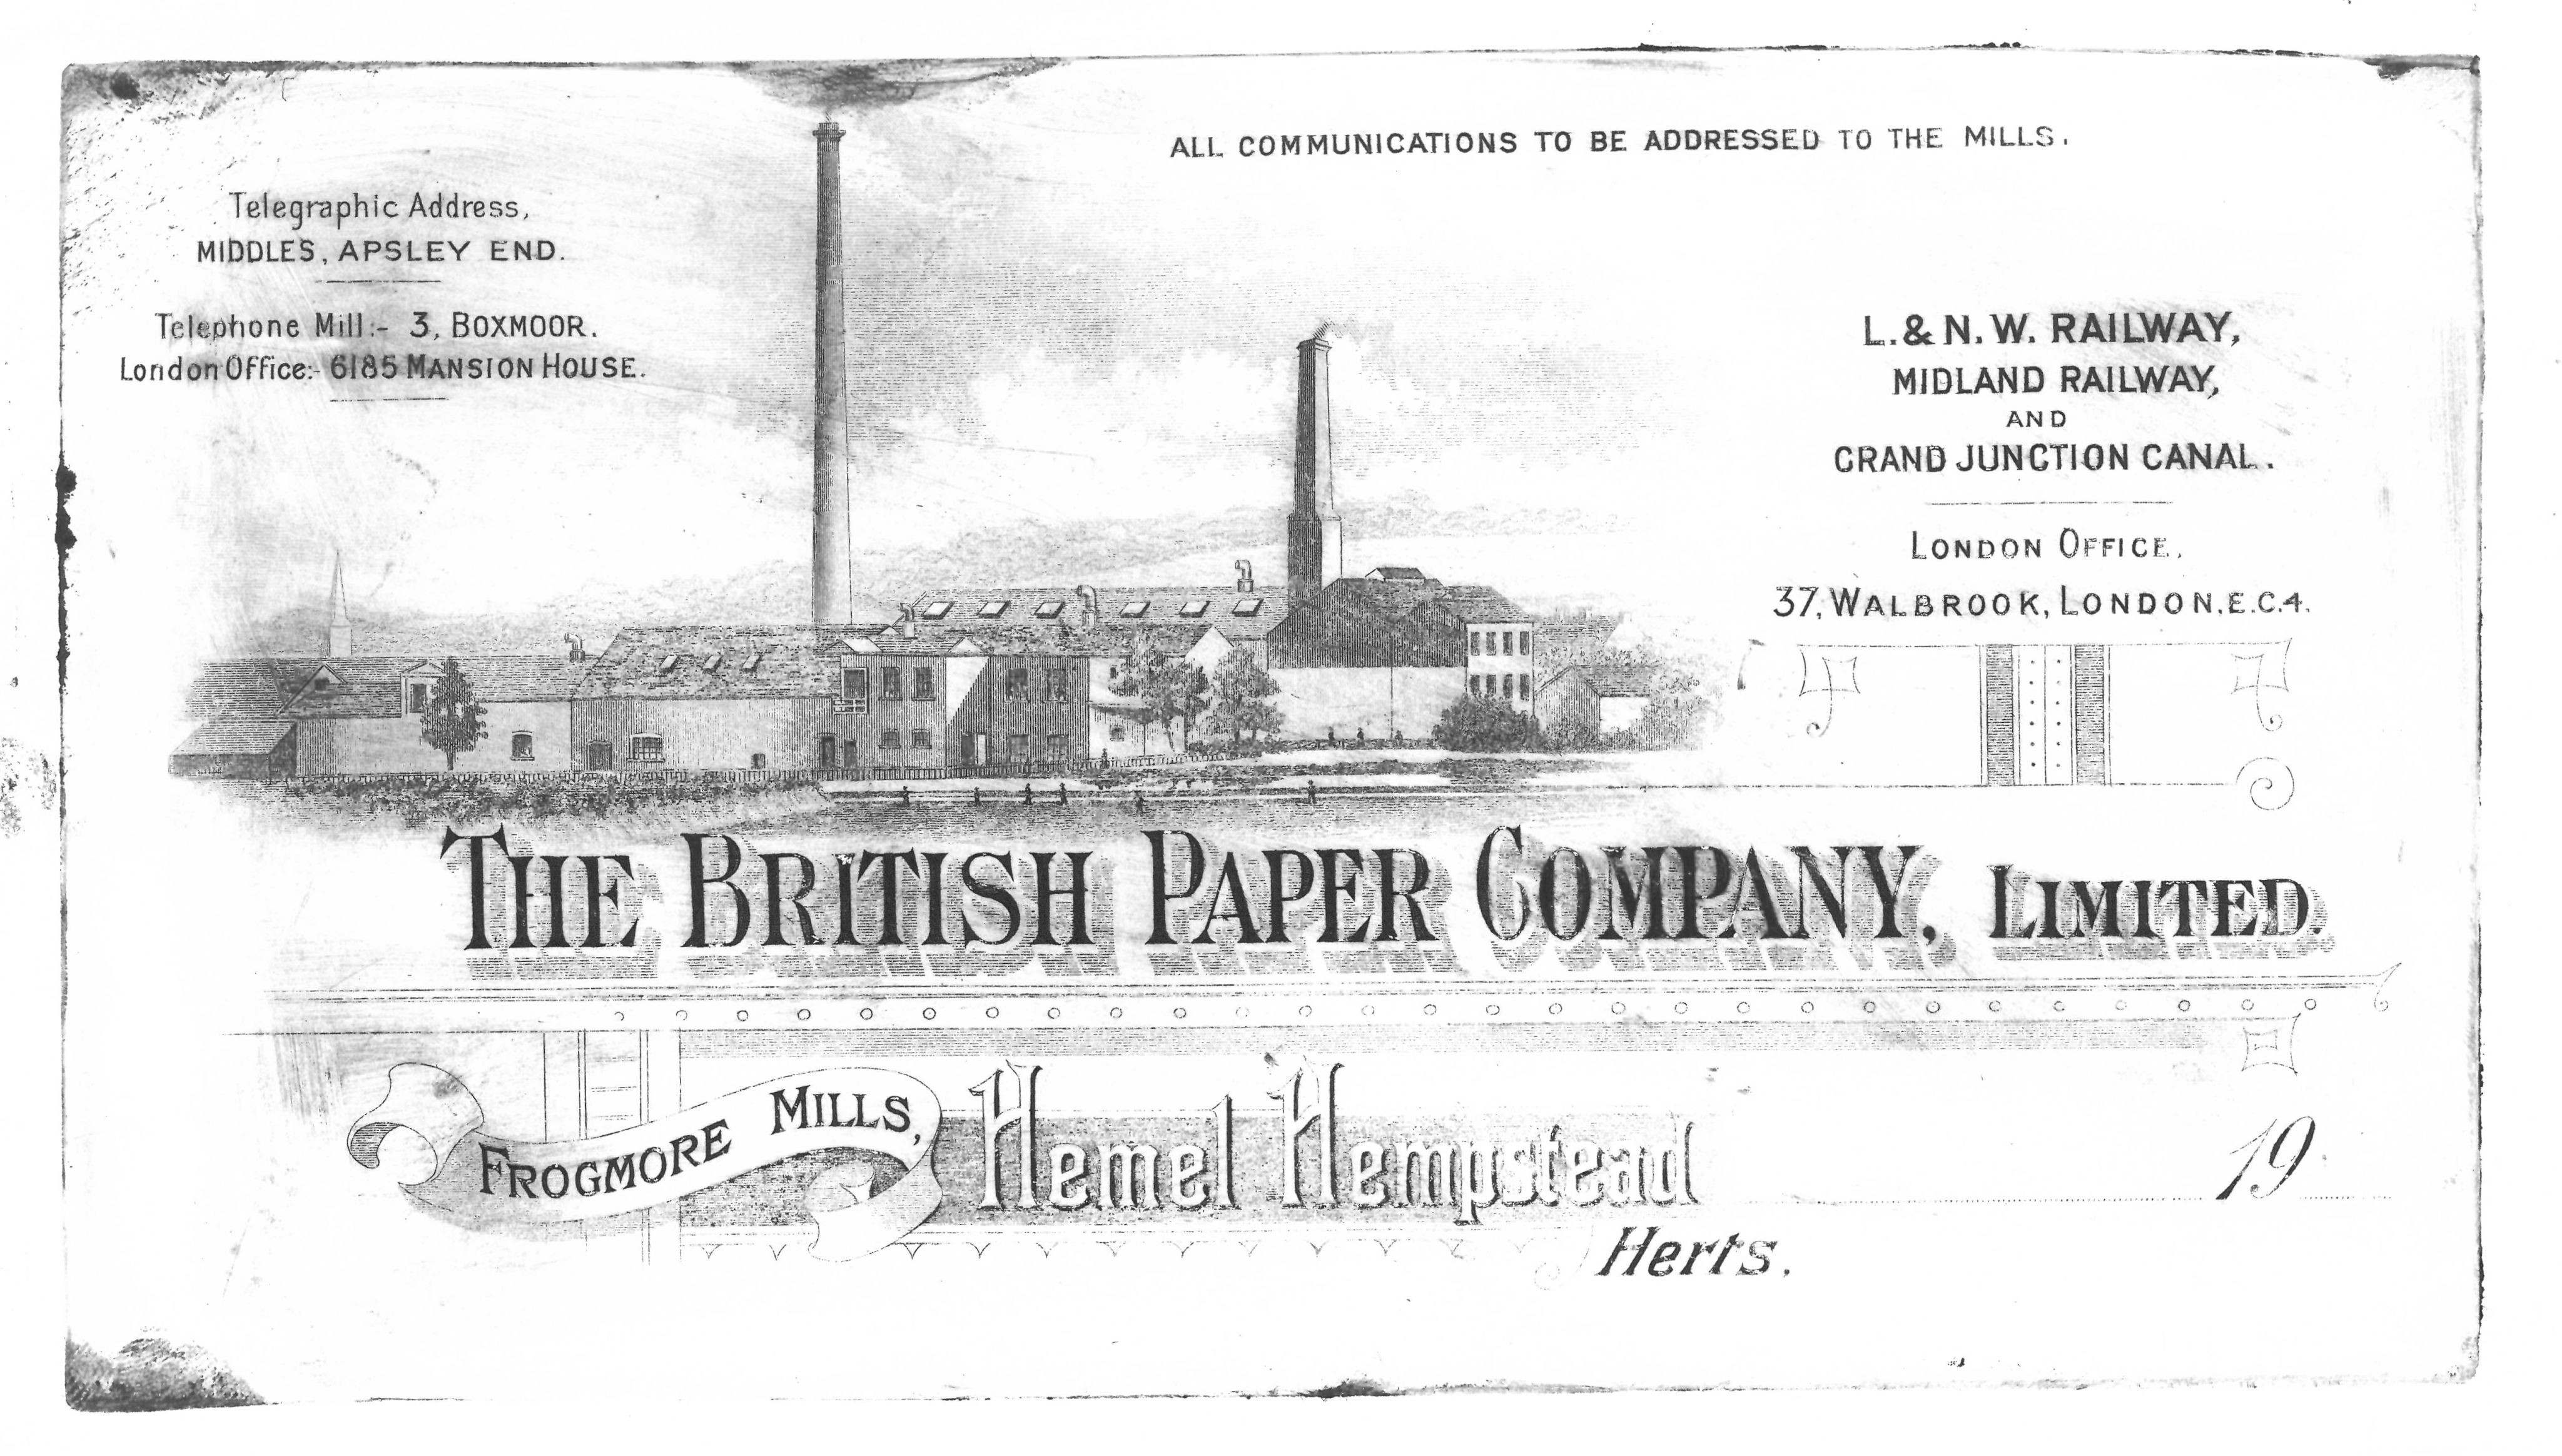 ALL COMMUNICATIONS TO BE ADDRESSED TO THE MILLS.
Telegraphic Address,
MIDDLES, APSLEY END.
Telephone Mill:- 3, BOXMOOR.
London Office:- 6185 MANSION HOUSE.
L. & N. W. RAILWAY,
MIDLAND RAILWAY,
AND
GRAND JUNCTION CANAL.
LONDON OFFICE.
37, WALBROOK, LONDON, E.C.4.
THE BRITISH PAPER COMPANY, LIMITED.
FROGMORE MILLS,
Hemel Hempstead
19
Herts.